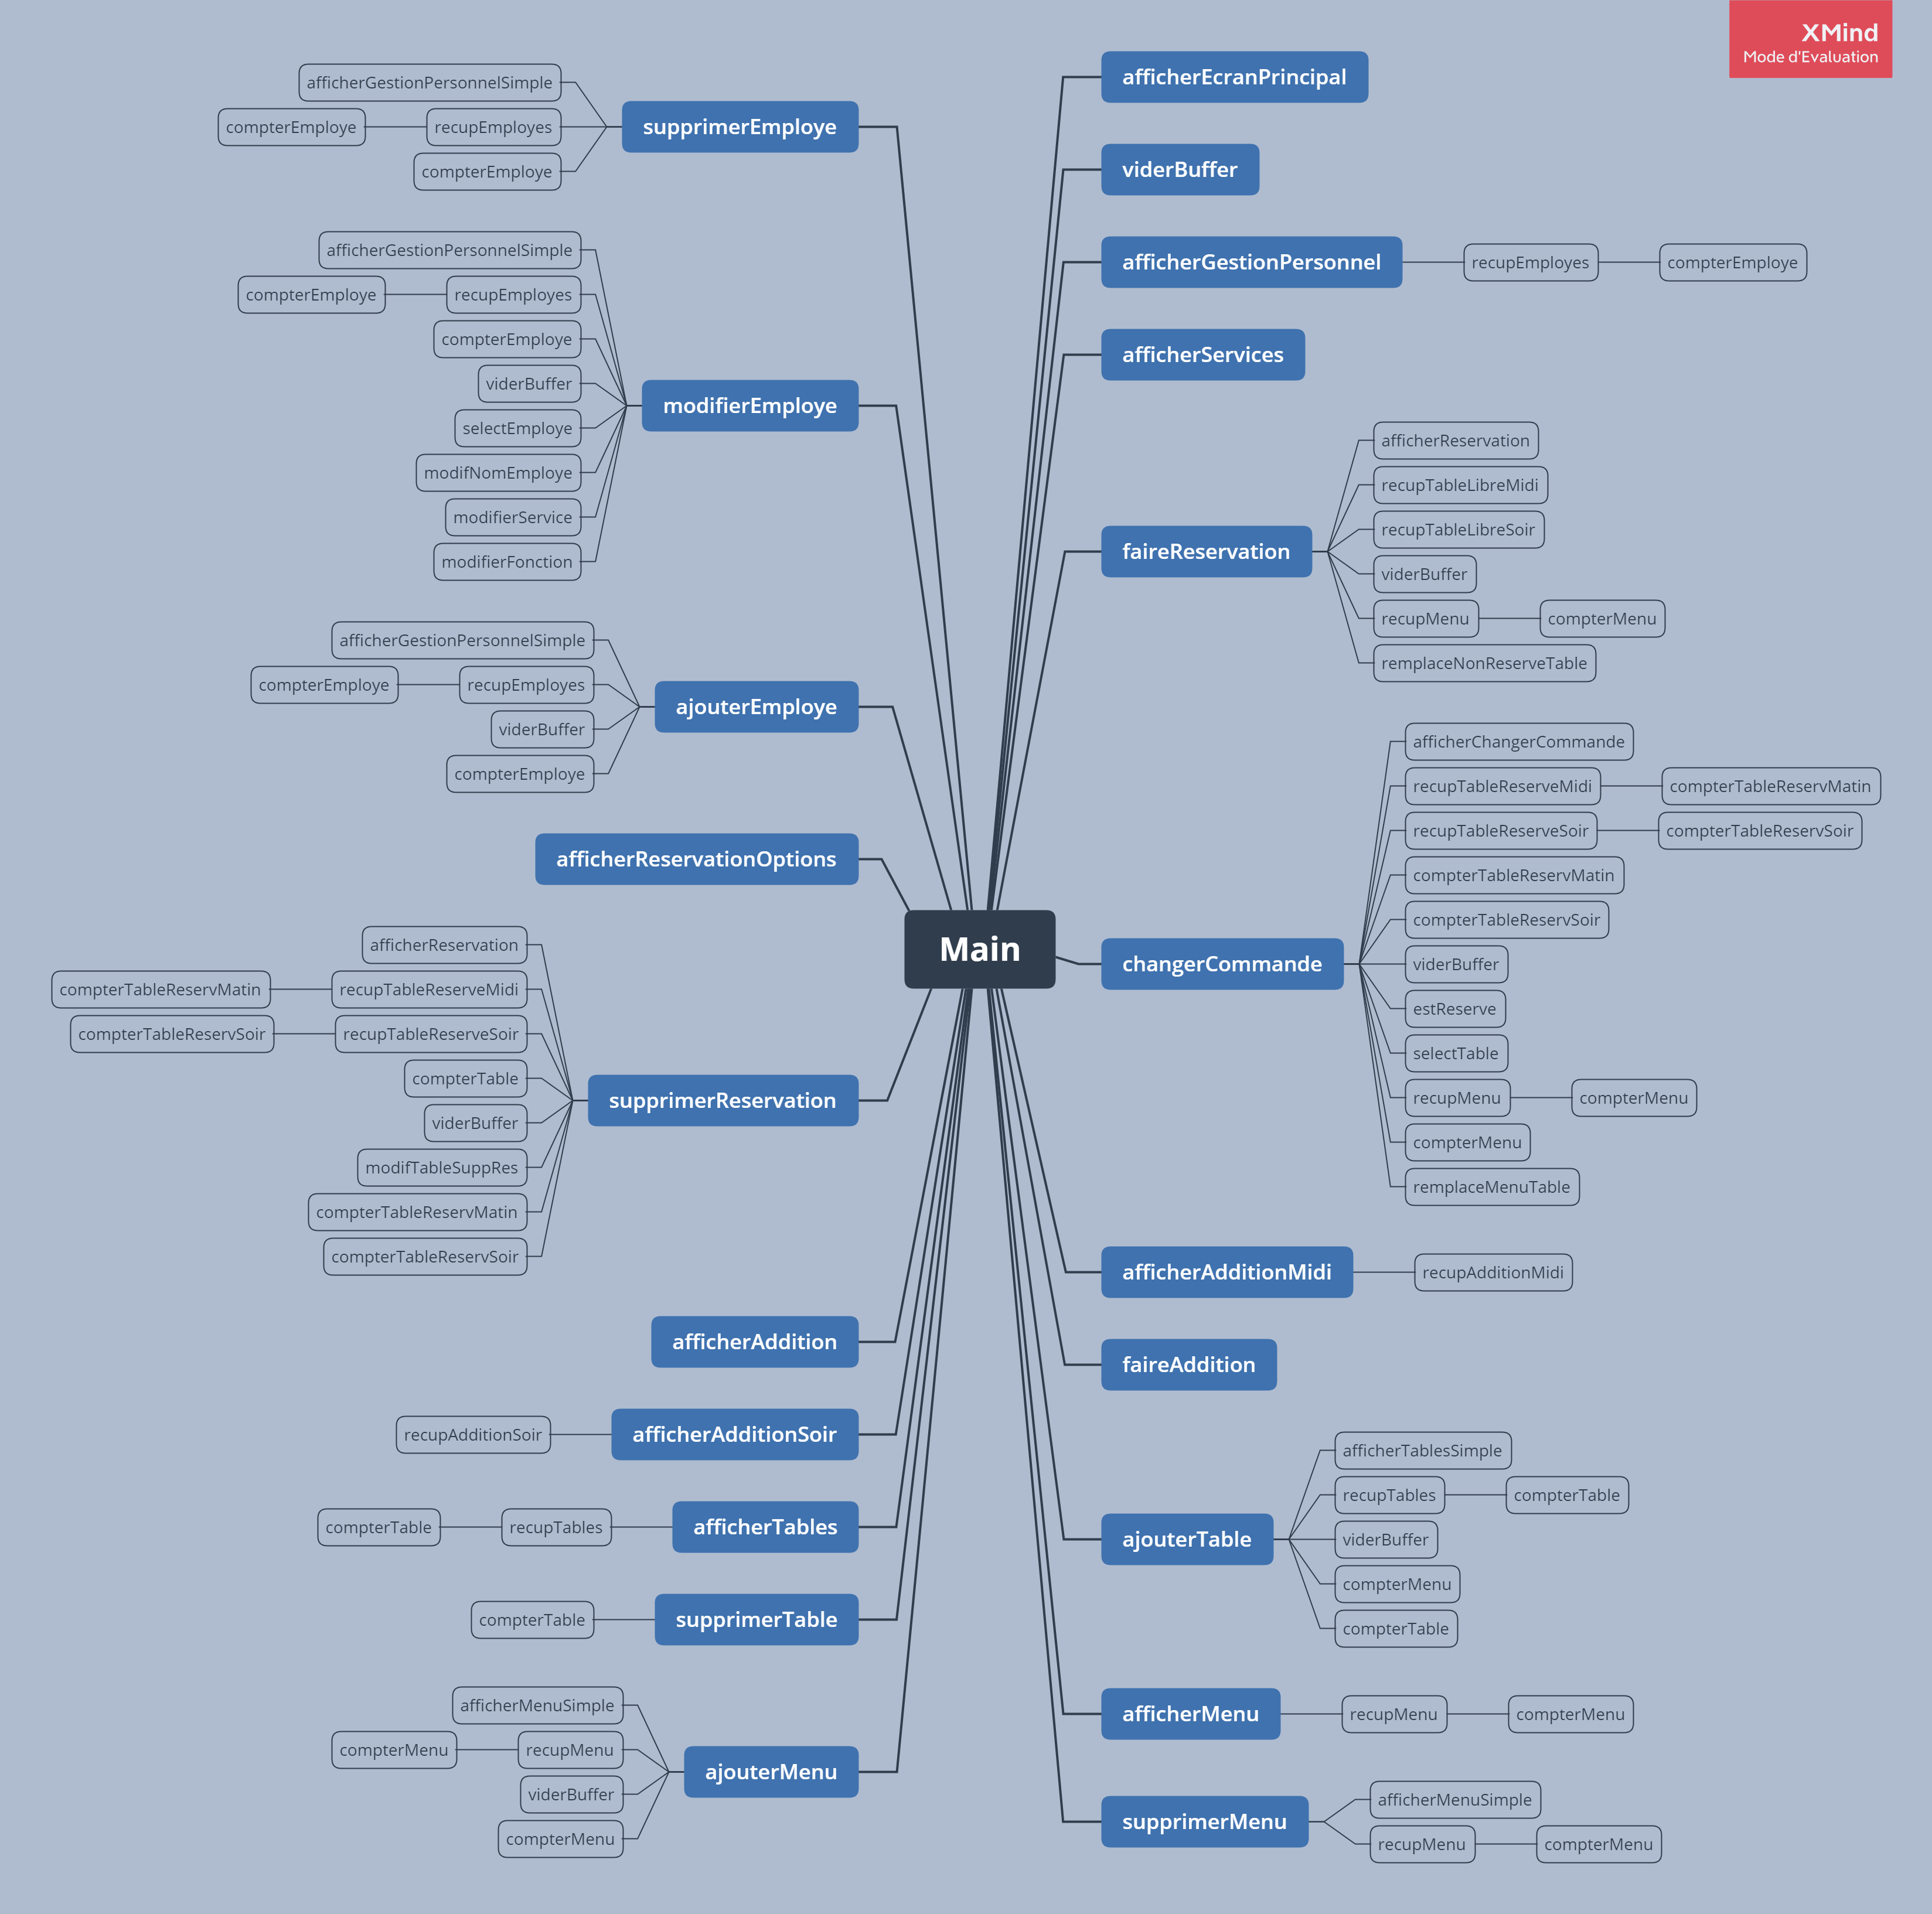 XMind
Mode d'Evaluation
Main
afficherEcranPrincipal
viderBuffer
afficherGestionPersonnel
recupEmployes
compterEmploye
afficherServices
faireReservation
afficherReservation
recupTableLibreMidi
recupTableLibreSoir
viderBuffer
recupMenu
compterMenu
remplaceNonReserveTable
changerCommande
afficherChangerCommande
recupTableReserveMidi
compterTableReservMatin
recupTableReserveSoir
compterTableReservSoir
compterTableReservMatin
compterTableReservSoir
viderBuffer
estReserve
selectTable
recupMenu
compterMenu
compterMenu
remplaceMenuTable
afficherAdditionMidi
recupAdditionMidi
faireAddition
ajouterTable
afficherTablesSimple
recupTables
compterTable
viderBuffer
compterMenu
compterTable
afficherMenu
recupMenu
compterMenu
supprimerMenu
afficherMenuSimple
recupMenu
compterMenu
supprimerEmploye
afficherGestionPersonnelSimple
recupEmployes
compterEmploye
compterEmploye
modifierEmploye
afficherGestionPersonnelSimple
recupEmployes
compterEmploye
compterEmploye
viderBuffer
selectEmploye
modifNomEmploye
modifierService
modifierFonction
ajouterEmploye
afficherGestionPersonnelSimple
recupEmployes
compterEmploye
viderBuffer
compterEmploye
afficherReservationOptions
supprimerReservation
afficherReservation
recupTableReserveMidi
compterTableReservMatin
recupTableReserveSoir
compterTableReservSoir
compterTable
viderBuffer
modifTableSuppRes
compterTableReservMatin
compterTableReservSoir
afficherAddition
afficherAdditionSoir
recupAdditionSoir
afficherTables
recupTables
compterTable
supprimerTable
compterTable
ajouterMenu
afficherMenuSimple
recupMenu
compterMenu
viderBuffer
compterMenu